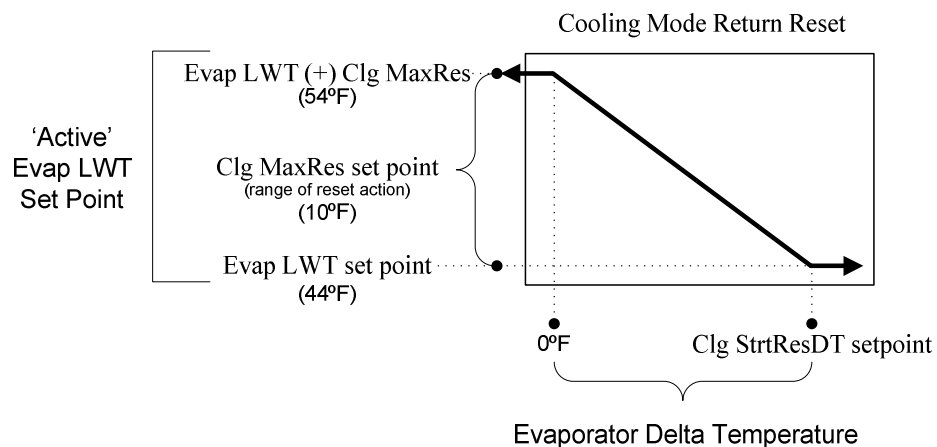 Cooling Mode Return Reset
Evap LWT (+) Clg MaxRes
(54ºF)
'Active'
Evap LWT
Set Point
Clg MaxRes set point
(range of reset action)
(10ºF)
Evap LWT set point
(44ºF)
0ºF
Clg StrtResDT setpoint
Evaporator Delta Temperature